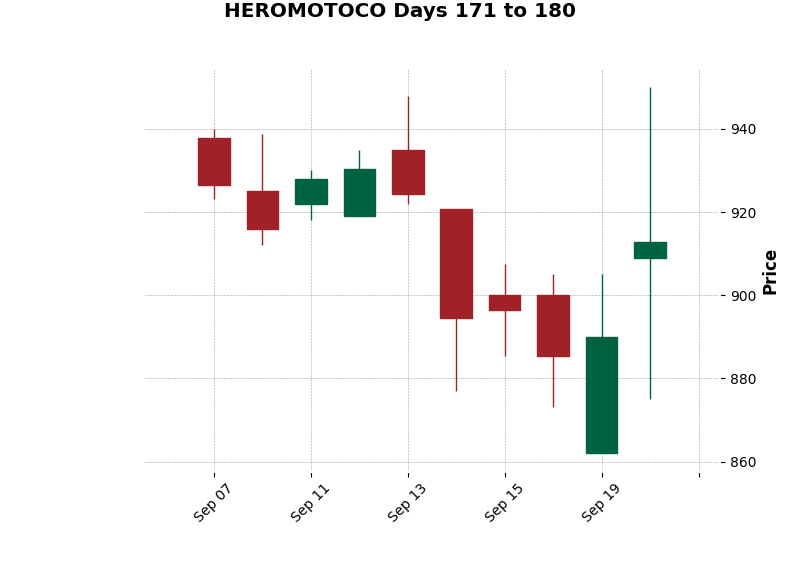 HEROMOTOCO Days 171 to 180
940
920
900
880
860
Price
Sep 07
Sep 11
Sep 13
Sep 15
Sep 19